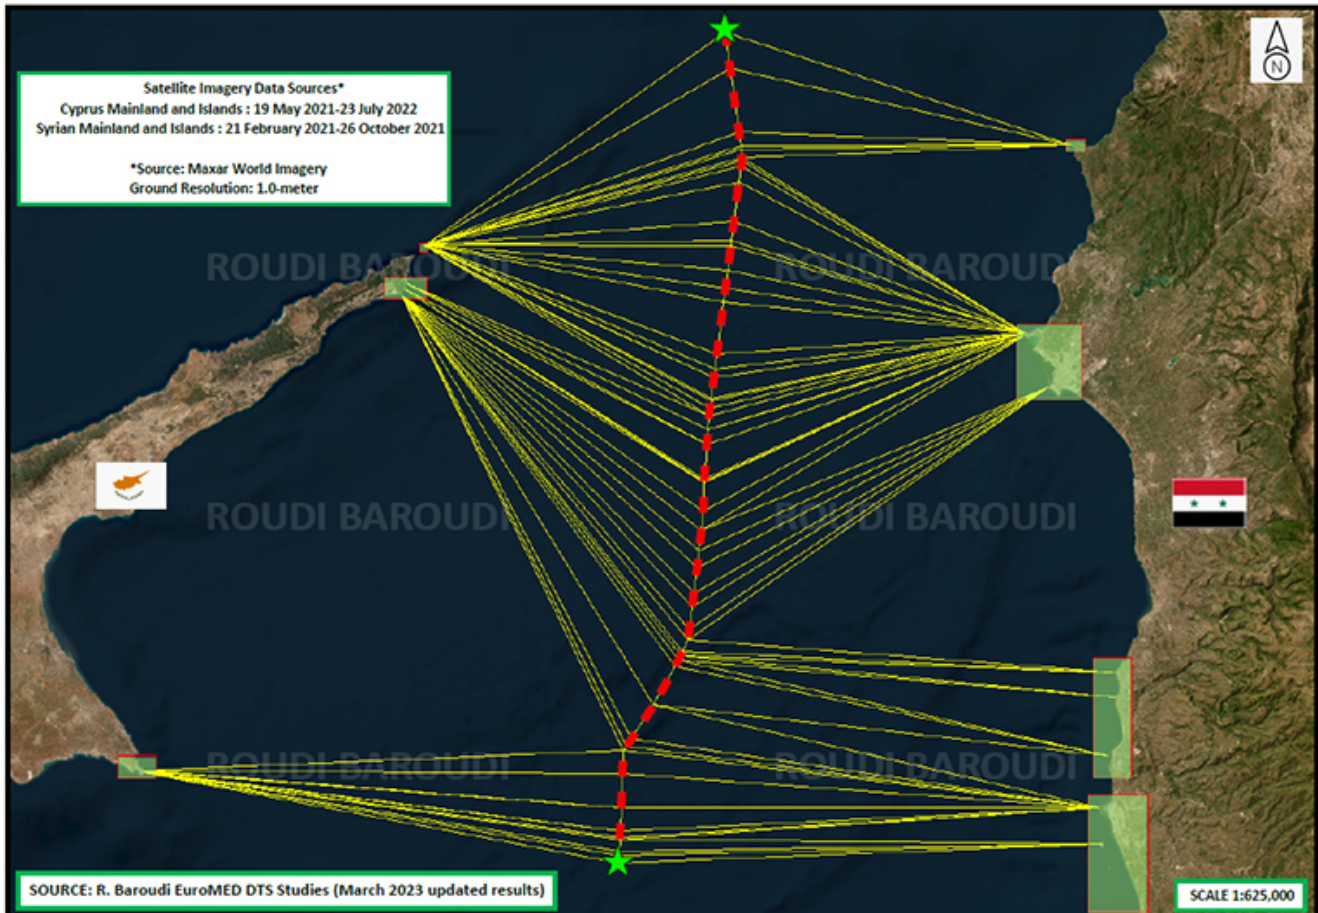 Satellite Imagery Data Sources*
Cyprus Mainland and Islands : 19 May 2021-23 July 2022
Syrian Mainland and Islands : 21 February 2021-26 October 2021
*Source: Maxar World Imagery
Ground Resolution: 1.0-meter
N
ROUDI BAROUDI ROUDI BAROUDI
ROUDI BAROUDI ROUDI BAROUDI
ROUDI BAROUDI ROUDI BAROUDI
SOURCE: R. Baroudi EuroMED DTS Studies (March 2023 updated results)
SCALE 1:625,000